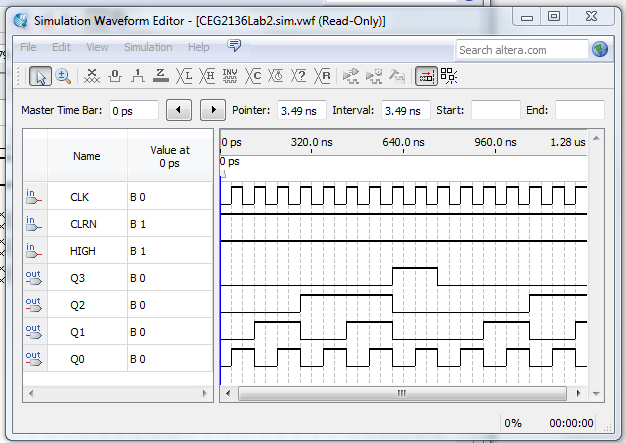 Simulation Waveform Editor - [CEG2136Lab2.sim.vwf (Read-Only)]
File Edit View Simulation Help Search altera.com
Master Time Bar: 0 ps Pointer: 3.49 ns Interval: 3.49 ns Start: End:
Name Value at 0 ps
0 ps 320.0 ns 640.0 ns 960.0 ns 1.28 us
0 ps
in CLK B 0
in CLRN B 1
in HIGH B 1
out Q3 B 0
out Q2 B 0
out Q1 B 0
out Q0 B 0
0% 00:00:00